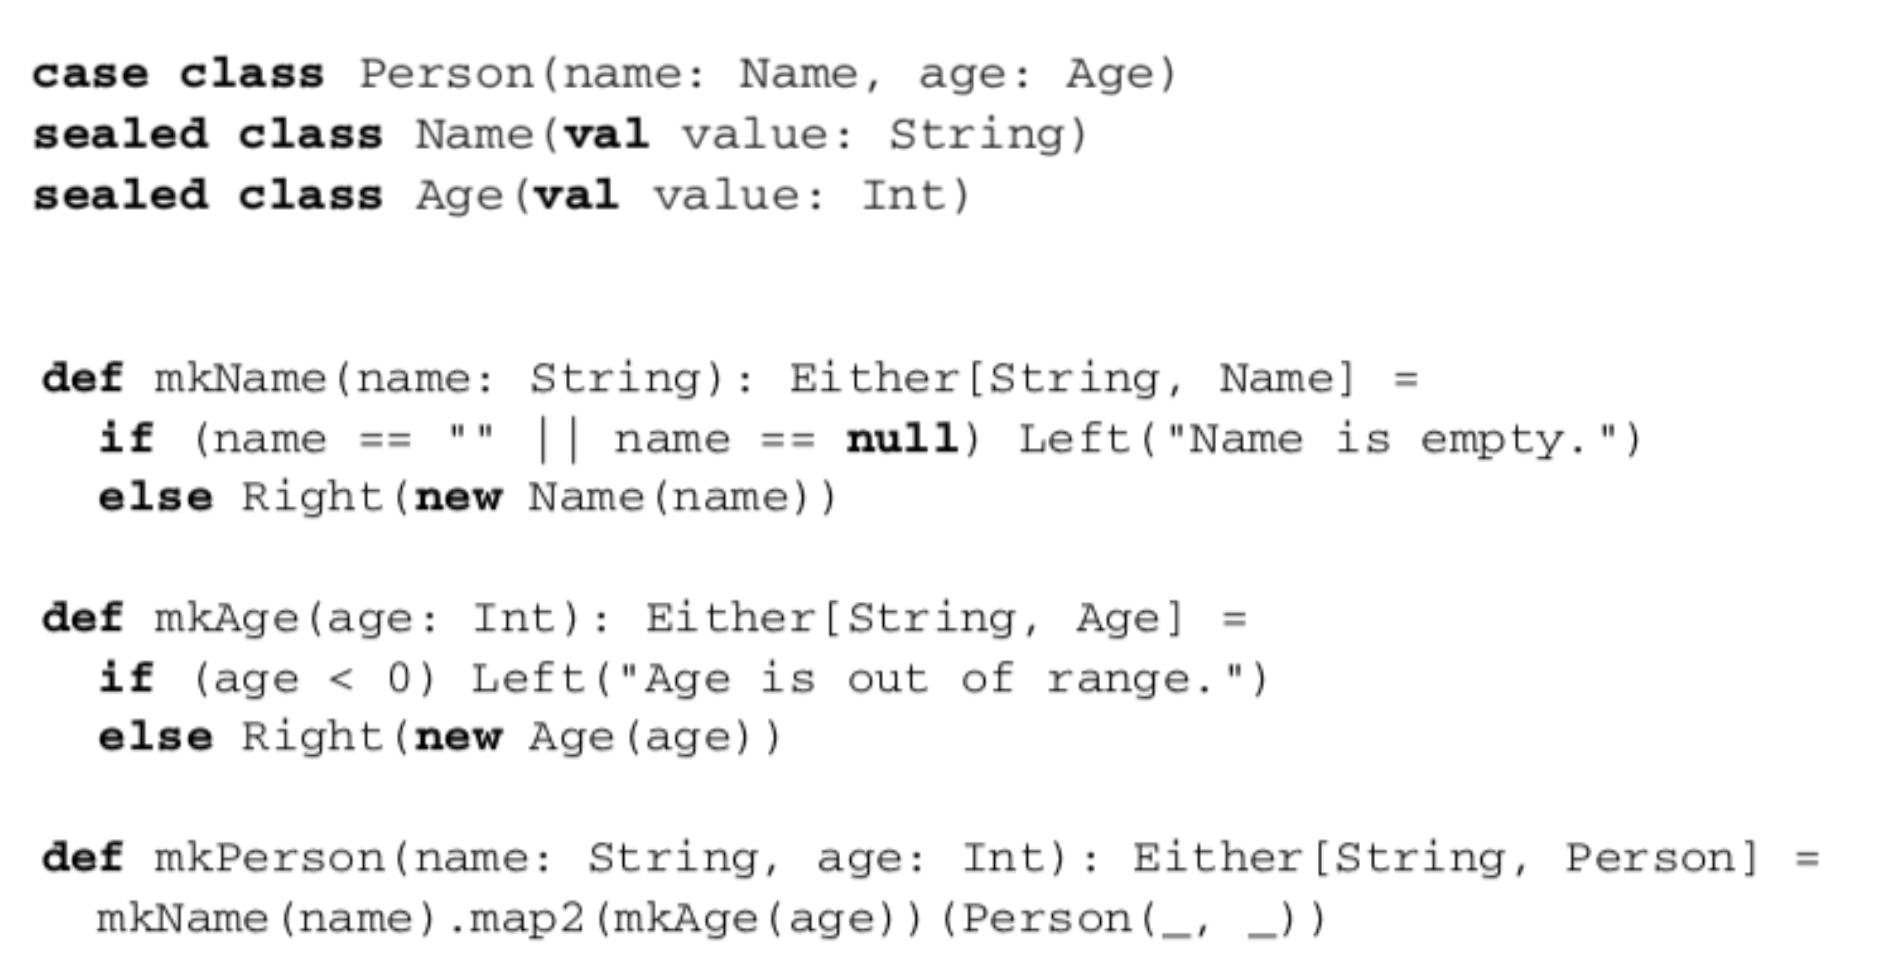 case class Person(name: Name, age: Age)
sealed class Name(val value: String)
sealed class Age(val value: Int)
def mkName(name: String): Either[String, Name] =
  if (name == "" || name == null) Left("Name is empty.")
  else Right(new Name(name))
def mkAge(age: Int): Either[String, Age] =
  if (age < 0) Left("Age is out of range.")
  else Right(new Age(age))
def mkPerson(name: String, age: Int): Either[String, Person] =
  mkName(name).map2(mkAge(age))(Person(_, _))